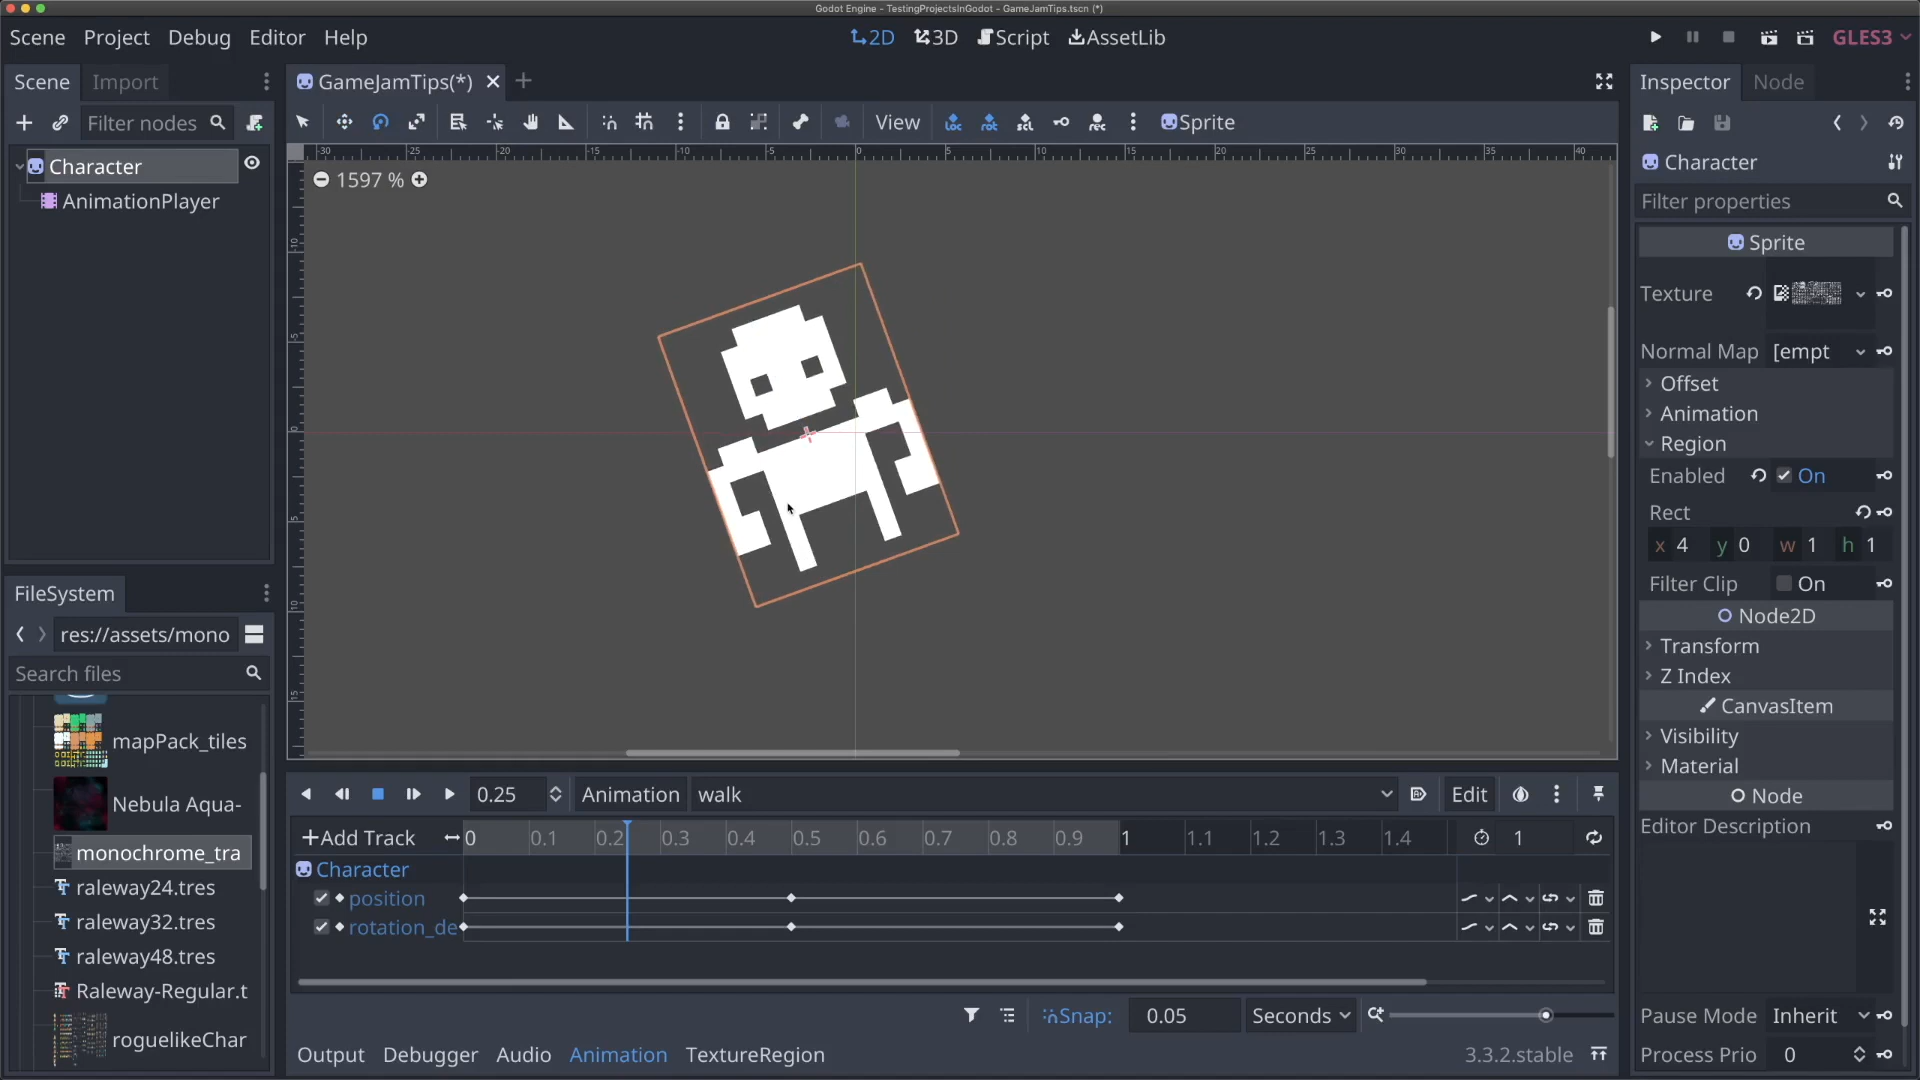 Godot Engine - TestingProjectsInGodot - GameJamTips.tscn (*)
Scene Project Debug Editor Help
2D 3D Script AssetLib
GLES3
Scene Import
GameJamTips(*)
Inspector Node
Filter nodes
View
Sprite
Character
AnimationPlayer
1597 %
Character
Filter properties
Sprite
Texture
Normal Map [empt
Offset
Animation
Region
Enabled On
Rect
x 4 y 0 w 1 h 1
Filter Clip On
Node2D
Transform
Z Index
CanvasItem
Visibility
Material
Node
Editor Description
Pause Mode Inherit
Process Prio 0
FileSystem
res://assets/mono
Search files
mapPack_tiles
Nebula Aqua-
monochrome_tra
raleway24.tres
raleway32.tres
raleway48.tres
Raleway-Regular.t
roguelikeChar
0.25 Animation walk Edit
Add Track 0 0.1 0.2 0.3 0.4 0.5 0.6 0.7 0.8 0.9 1 1.1 1.2 1.3 1.4 1
Character
position
rotation_de
Snap: 0.05 Seconds
Output Debugger Audio Animation TextureRegion 3.3.2.stable